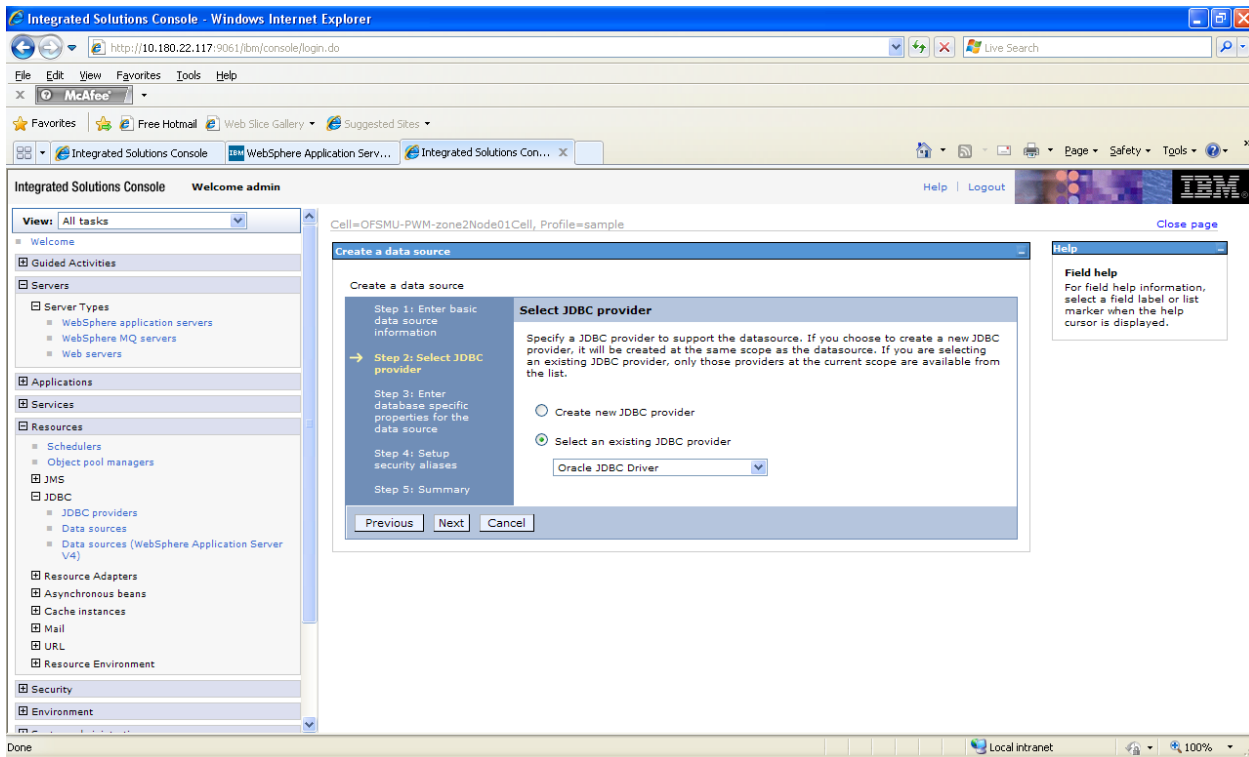 Integrated Solutions Console - Windows Internet Explorer
http://10.180.22.117:9061/ibm/console/login.do
Live Search
File Edit View Favorites Tools Help
McAfee
Favorites Free Hotmail Web Slice Gallery Suggested Sites
Integrated Solutions Console WebSphere Application Serv... Integrated Solutions Con... X
Page Safety Tools
Integrated Solutions Console Welcome admin
Help | Logout
IBM
View: All tasks
Welcome
Guided Activities
Servers
Server Types
WebSphere application servers
WebSphere MQ servers
Web servers
Applications
Services
Resources
Schedulers
Object pool managers
JMS
JDBC
JDBC providers
Data sources
Data sources (WebSphere Application Server
V4)
Resource Adapters
Asynchronous beans
Cache instances
Mail
URL
Resource Environment
Security
Environment
Cell=OFSMU-PWM-zone2Node01Cell, Profile=sample
Close page
Create a data source
Create a data source
Step 1: Enter basic
data source
information
Step 2: Select JDBC
provider
Step 3: Enter
database specific
properties for the
data source
Step 4: Setup
security aliases
Step 5: Summary
Select JDBC provider
Specify a JDBC provider to support the datasource. If you choose to create a new JDBC
provider, it will be created at the same scope as the datasource. If you are selecting
an existing JDBC provider, only those providers at the current scope are available from
the list.
Create new JDBC provider
Select an existing JDBC provider
Oracle JDBC Driver
Previous Next Cancel
Help
Field help
For field help information,
select a field label or list
marker when the help
cursor is displayed.
Done
Local intranet
100%